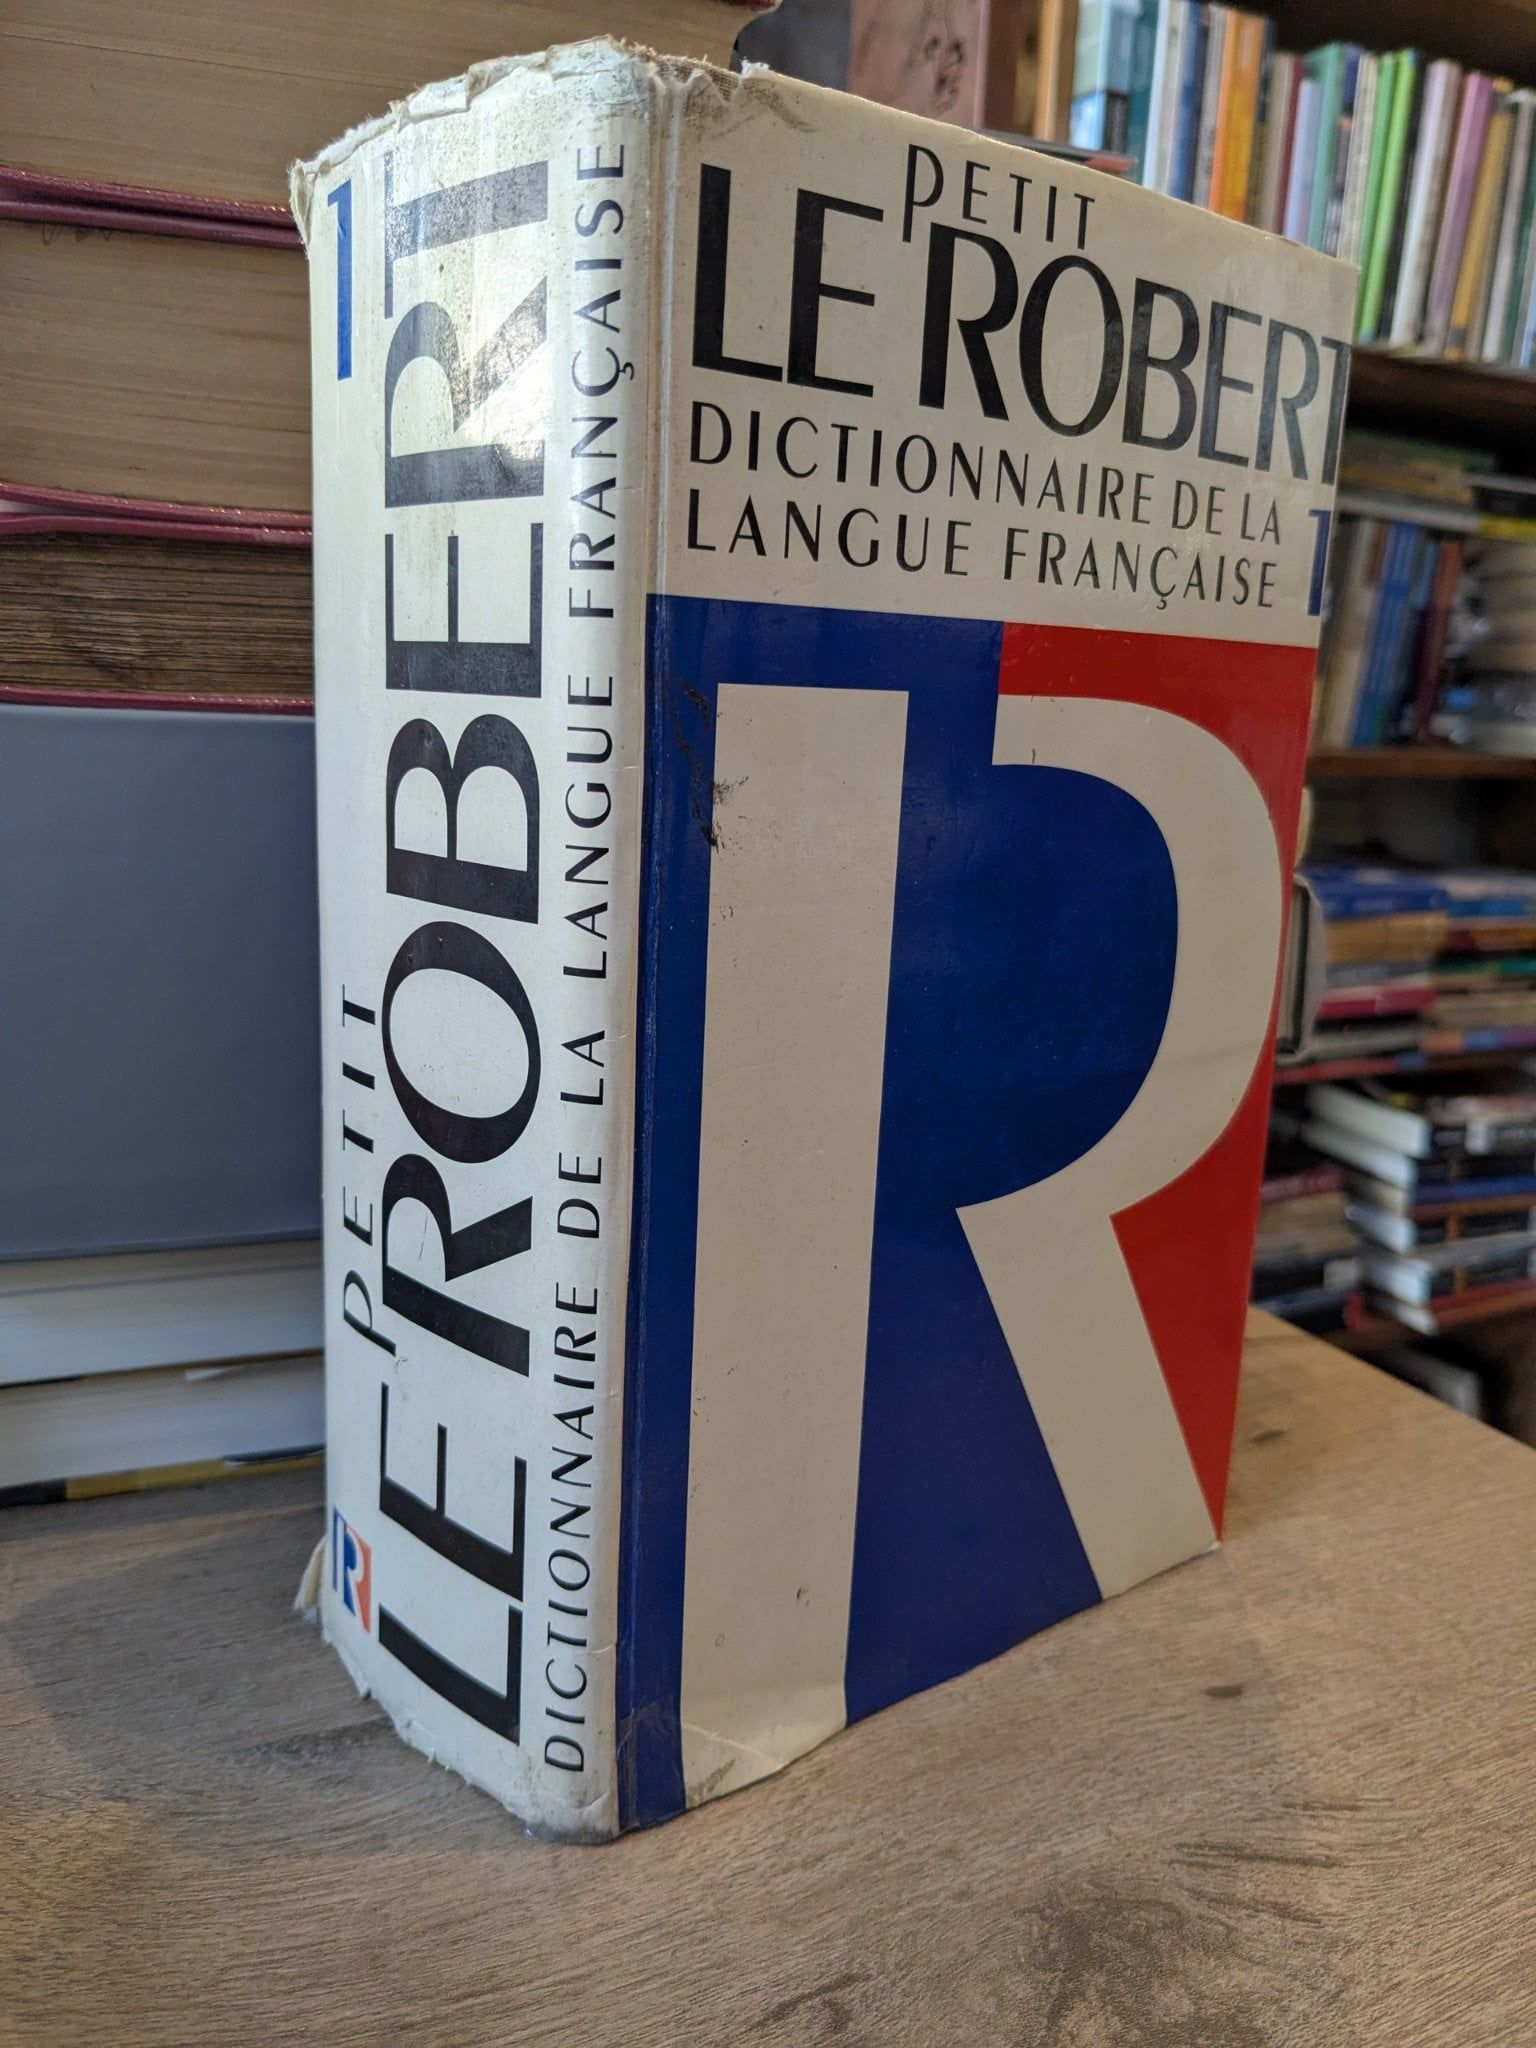 1
PETIT
LE ROBERT
DICTIONNAIRE DE LA LANGUE FRANÇAISE
R
PETIT
LE ROBERT
DICTIONNAIRE DE LA
LANGUE FRANÇAISE
1
R